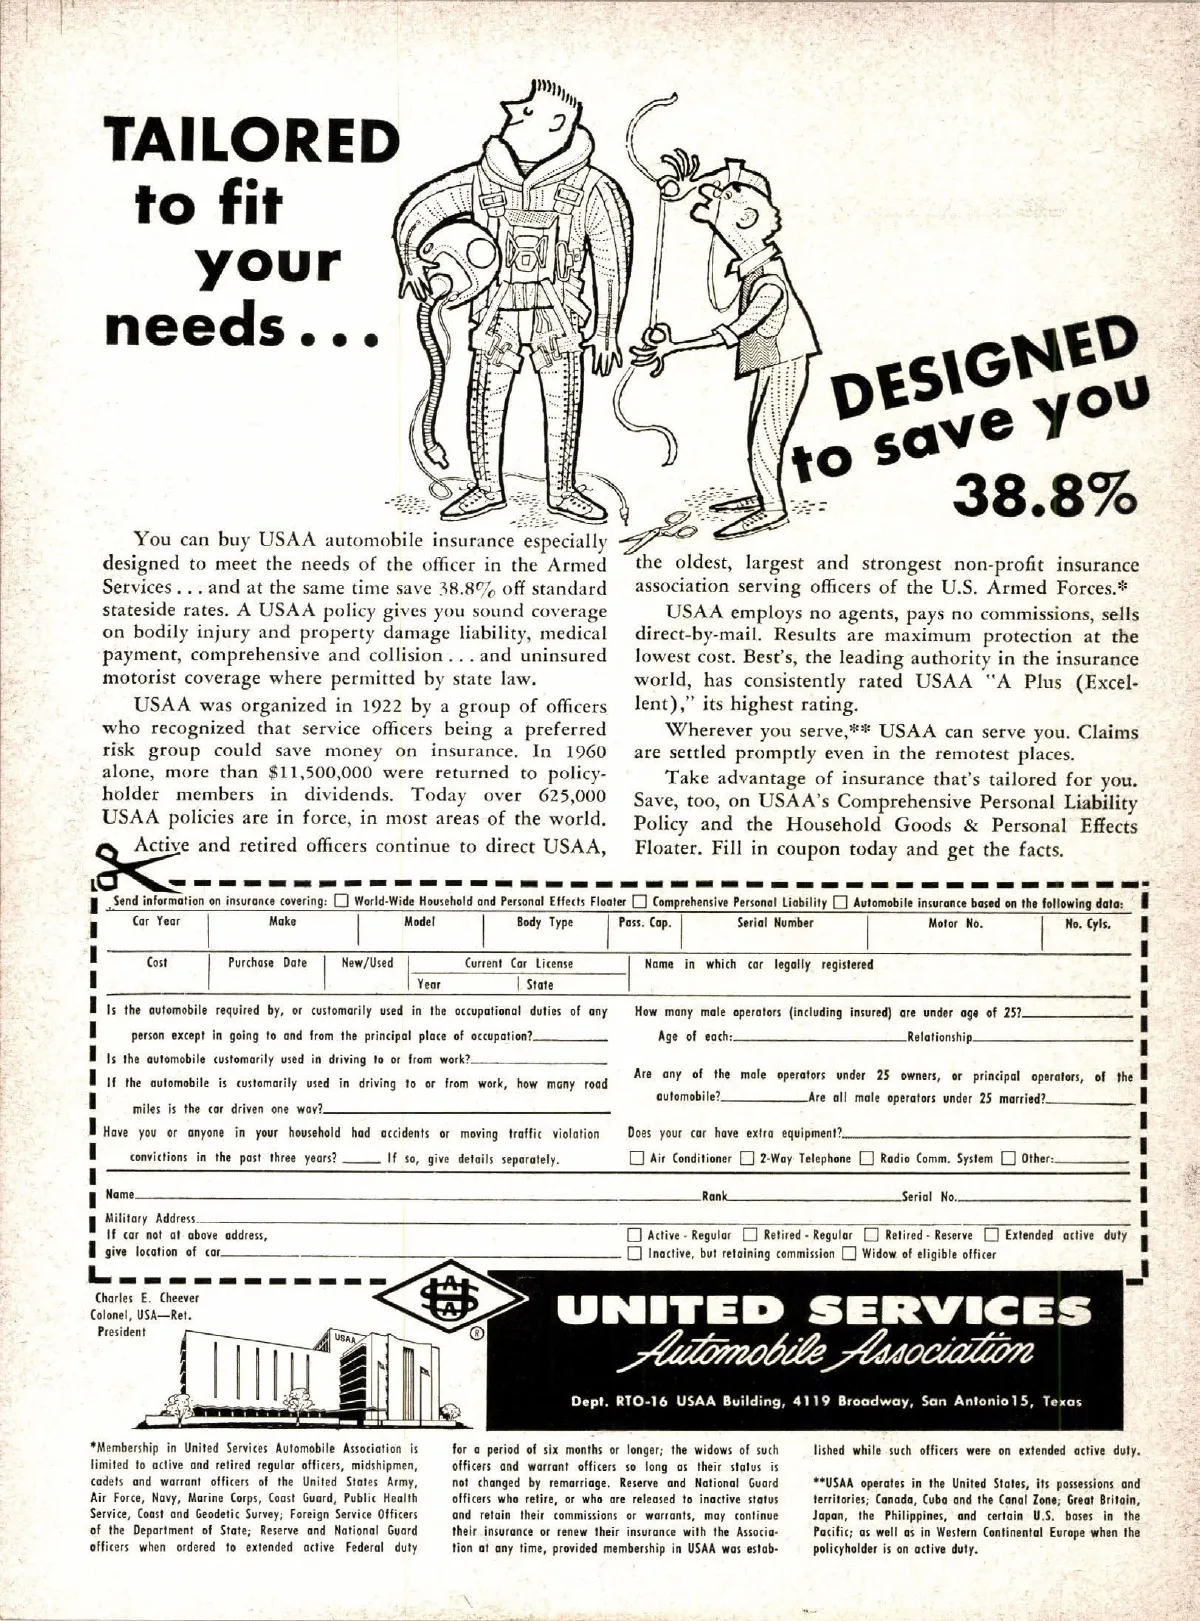 TAILORED
to fit
your
needs...
DESIGNED
to save you
38.8%
You can buy USAA automobile insurance especially
designed to meet the needs of the officer in the Armed
Services . . . and at the same time save 38.8% off standard
stateside rates. A USAA policy gives you sound coverage
on bodily injury and property damage liability, medical
payment, comprehensive and collision . . . and uninsured
motorist coverage where permitted by state law.
USAA was organized in 1922 by a group of officers
who recognized that service officers being a preferred
risk group could save money on insurance. In 1960
alone, more than $11,500,000 were returned to policy-
holder members in dividends. Today over 625,000
USAA policies are in force, in most areas of the world.
Active and retired officers continue to direct USAA,
the oldest, largest and strongest non-profit insurance
association serving officers of the U.S. Armed Forces.*
USAA employs no agents, pays no commissions, sells
direct-by-mail. Results are maximum protection at the
lowest cost. Best's, the leading authority in the insurance
world, has consistently rated USAA "A Plus (Excel-
lent)," its highest rating.
Wherever you serve,** USAA can serve you. Claims
are settled promptly even in the remotest places.
Take advantage of insurance that's tailored for you.
Save, too, on USAA's Comprehensive Personal Liability
Policy and the Household Goods & Personal Effects
Floater. Fill in coupon today and get the facts.
Send information on insurance covering: □ World-Wide Household and Personal Effects Floater □ Comprehensive Personal Liability □ Automobile insurance based on the following data:
Car Year Make Model Body Type Pass. Cap. Serial Number Motor No. No. Cyls.
Cost Purchase Date New/Used Current Car License Name in which car legally registered
Year State
Is the automobile required by, or customarily used in the occupational duties of any
person except in going to and from the principal place of occupation?
Is the automobile customarily used in driving to or from work?
If the automobile is customarily used in driving to or from work, how many road
miles is the car driven one way?
Have you or anyone in your household had accidents or moving traffic violation
convictions in the past three years? ____ If so, give details separately.
How many male operators (including insured) are under age of 25?
Age of each: Relationship
Are any of the male operators under 25 owners, or principal operators, of the
automobile? Are all male operators under 25 married?
Does your car have extra equipment?
□ Air Conditioner □ 2-Way Telephone □ Radio Comm. System □ Other:
Name Rank Serial No.
Military Address
If car not at above address,
give location of car
□ Active - Regular □ Retired - Regular □ Retired - Reserve □ Extended active duty
□ Inactive, but retaining commission □ Widow of eligible officer
Charles E. Cheever
Colonel, USA—Ret.
President
USAA
USAA
®
UNITED SERVICES
Automobile Association
Dept. RTO-16 USAA Building, 4119 Broadway, San Antonio 15, Texas
*Membership in United Services Automobile Association is
limited to active and retired regular officers, midshipmen,
cadets and warrant officers of the United States Army,
Air Force, Navy, Marine Corps, Coast Guard, Public Health
Service, Coast and Geodetic Survey; Foreign Service Officers
of the Department of State; Reserve and National Guard
officers when ordered to extended active Federal duty
for a period of six months or longer; the widows of such
officers and warrant officers so long as their status is
not changed by remarriage. Reserve and National Guard
officers who retire, or who are released to inactive status
and retain their commissions or warrants, may continue
their insurance or renew their insurance with the Associa-
tion at any time, provided membership in USAA was estab-
lished while such officers were on extended active duty.
**USAA operates in the United States, its possessions and
territories; Canada, Cuba and the Canal Zone; Great Britain,
Japan, the Philippines, and certain U.S. bases in the
Pacific; as well as in Western Continental Europe when the
policyholder is on active duty.